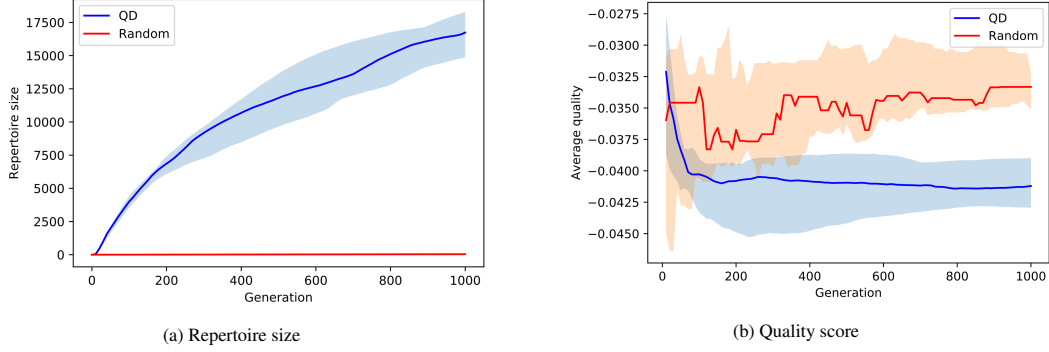 QD
Random
17500
15000
12500
10000
7500
5000
2500
0
Repertoire size
0
200
400
600
800
1000
Generation
(a) Repertoire size
QD
Random
−0.0275
−0.0300
−0.0325
−0.0350
−0.0375
−0.0400
−0.0425
−0.0450
Average quality
0
200
400
600
800
1000
Generation
(b) Quality score